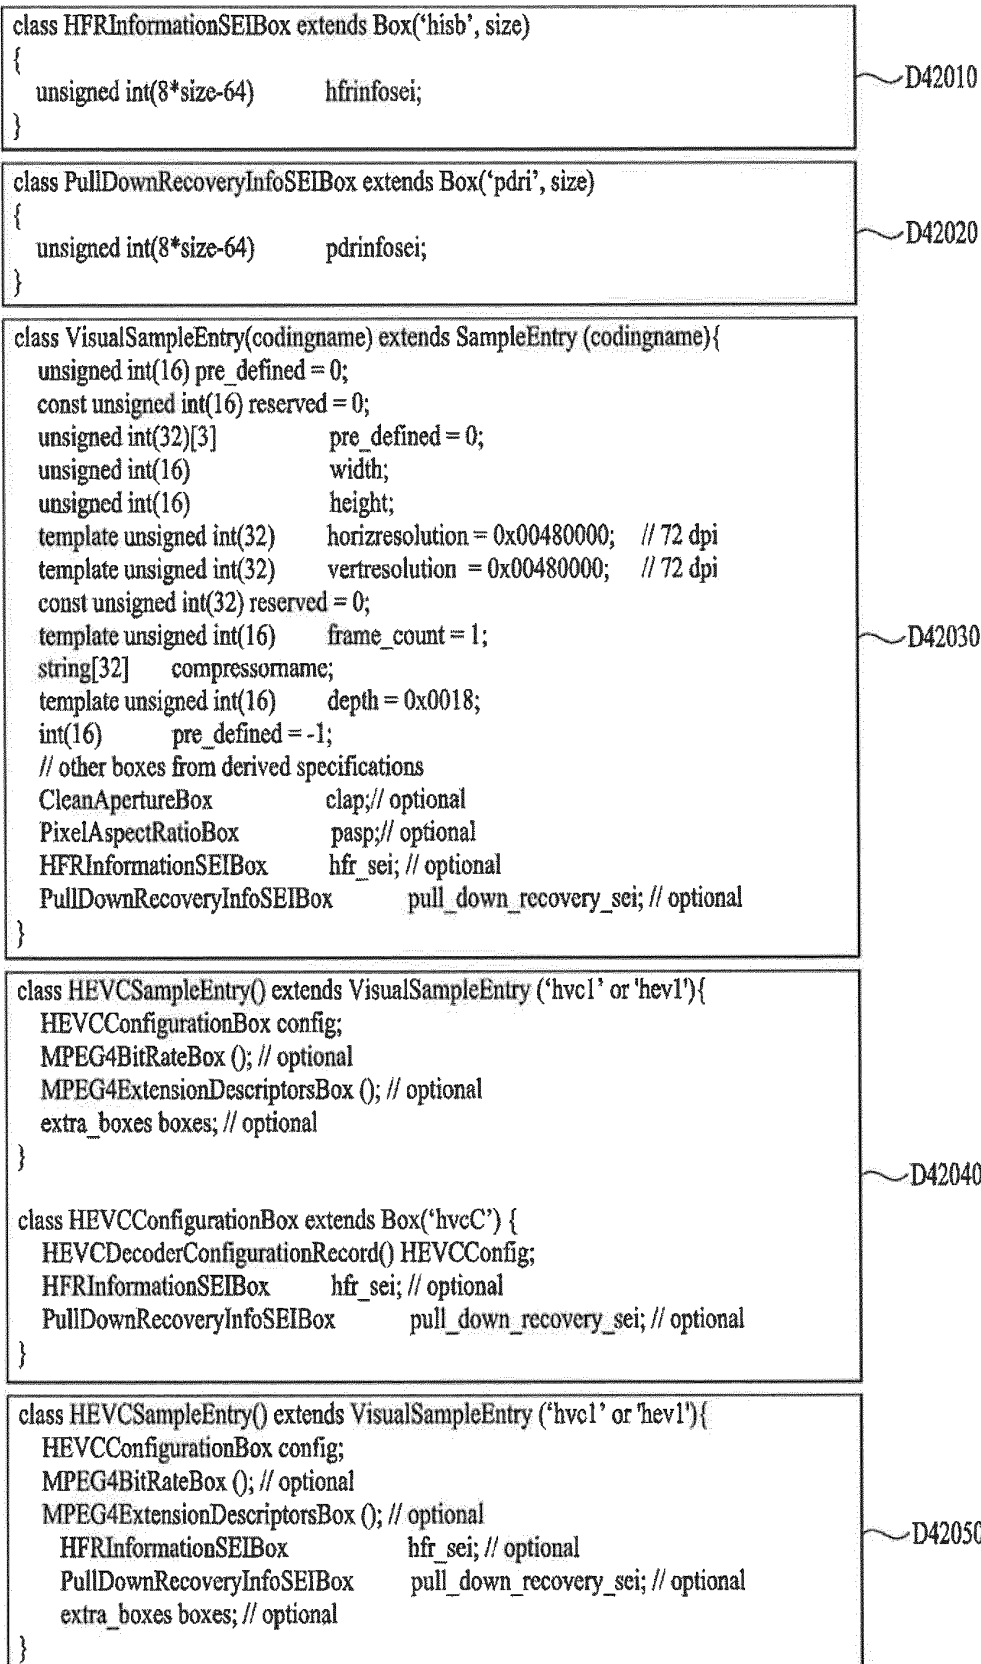 class HFRInformationSEIBox extends Box(‘hisb’, size)
{
unsigned int(8*size-64) hfrinfosei;
}
D42010
class PullDownRecoveryInfoSEIBox extends Box(‘pdri’, size)
{
unsigned int(8*size-64) pdrinfosei;
}
D42020
class VisualSampleEntry(codingname) extends SampleEntry (codingname){
unsigned int(16) pre_defined = 0;
const unsigned int(16) reserved = 0;
unsigned int(32)[3] pre_defined = 0;
unsigned int(16) width;
unsigned int(16) height;
template unsigned int(32) horizresolution = 0x00480000; // 72 dpi
template unsigned int(32) vertresolution = 0x00480000; // 72 dpi
const unsigned int(32) reserved = 0;
template unsigned int(16) frame_count = 1;
string[32] compressorname;
template unsigned int(16) depth = 0x0018;
int(16) pre_defined = -1;
// other boxes from derived specifications
CleanApertureBox clap;// optional
PixelAspectRatioBox pasp;// optional
HFRInformationSEIBox hfr_sei; // optional
PullDownRecoveryInfoSEIBox pull_down_recovery_sei; // optional
}
D42030
class HEVCSampleEntry() extends VisualSampleEntry (‘hvc1’ or 'hev1'){
HEVCConfigurationBox config;
MPEG4BitRateBox (); // optional
MPEG4ExtensionDescriptorsBox (); // optional
extra_boxes boxes; // optional
}
class HEVCConfigurationBox extends Box(‘hvcC’) {
HEVCDecoderConfigurationRecord() HEVCConfig;
HFRInformationSEIBox hfr_sei; // optional
PullDownRecoveryInfoSEIBox pull_down_recovery_sei; // optional
}
D42040
class HEVCSampleEntry() extends VisualSampleEntry (‘hvc1’ or 'hev1'){
HEVCConfigurationBox config;
MPEG4BitRateBox (); // optional
MPEG4ExtensionDescriptorsBox (); // optional
HFRInformationSEIBox hfr_sei; // optional
PullDownRecoveryInfoSEIBox pull_down_recovery_sei; // optional
extra_boxes boxes; // optional
}
D42050